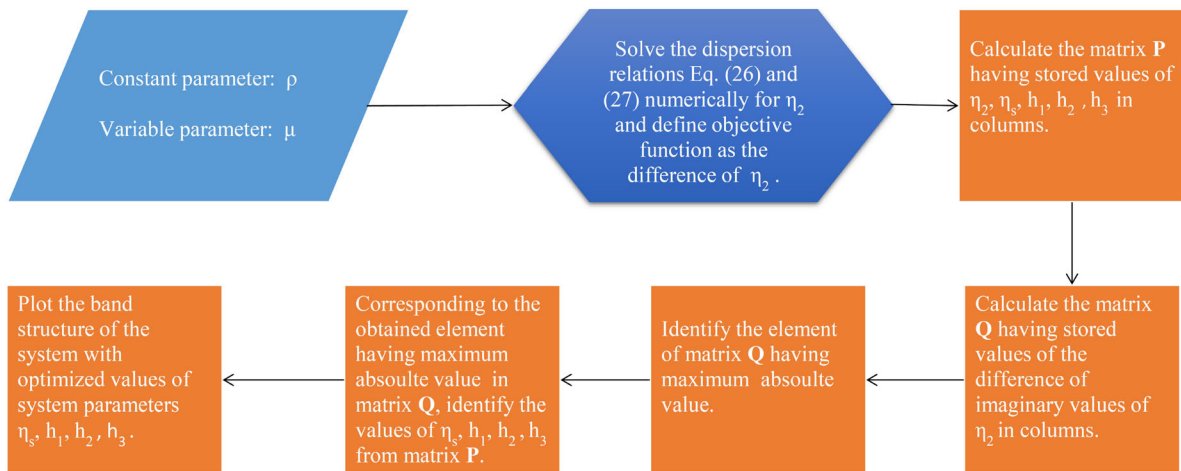 Constant parameter: ρ
Variable parameter: μ
Solve the dispersion
relations Eq. (26) and
(27) numerically for η₂
and define objective
function as the
difference of η₂ .
Calculate the matrix P
having stored values of
η₂, ηₛ, h₁, h₂ , h₃ in
columns.
Calculate the matrix
Q having stored
values of the
difference of
imaginary values of
η₂ in columns.
Identify the element
of matrix Q having
maximum absoulte
value.
Corresponding to the
obtained element
having maximum
absoulte value in
matrix Q, identify the
values of ηₛ, h₁, h₂ , h₃
from matrix P.
Plot the band
structure of the
system with
optimized values of
system parameters
ηₛ, h₁, h₂ , h₃ .